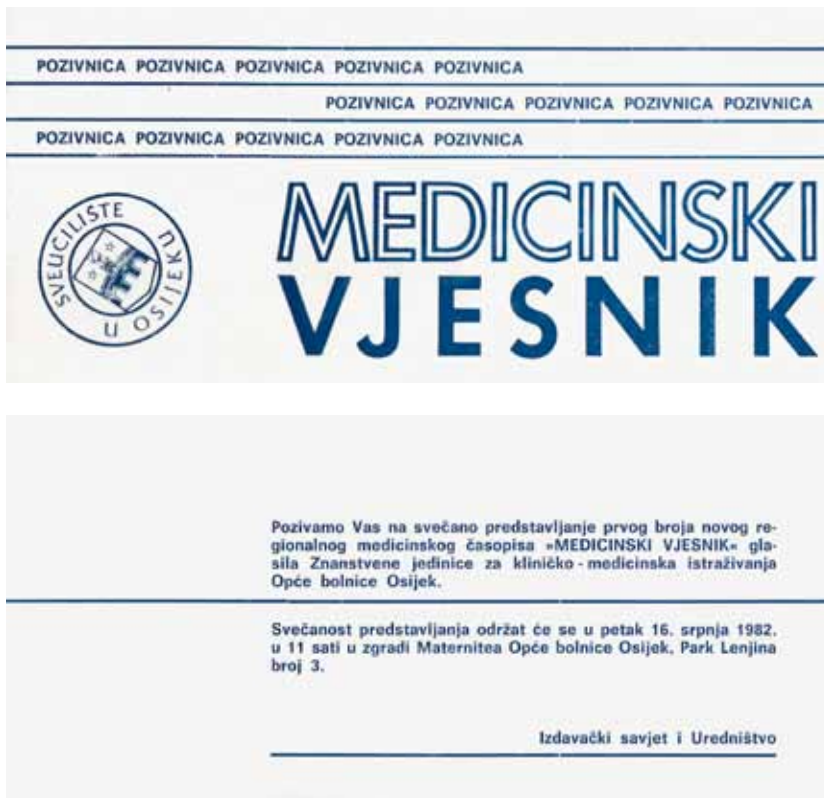 POZIVNICA POZIVNICA POZIVNICA POZIVNICA POZIVNICA
POZIVNICA POZIVNICA POZIVNICA POZIVNICA POZIVNICA
POZIVNICA POZIVNICA POZIVNICA POZIVNICA POZIVNICA
SVEUČILIŠTE U OSIJEKU
MEDICINSKI
VJESNIK
Pozivamo Vas na svečano predstavljanje prvog broja novog re-
gionalnog medicinskog časopisa »MEDICINSKI VJESNIK« gla-
sila Znanstvene jedinice za kliničko - medicinska istraživanja
Opće bolnice Osijek.
Svečanost predstavljanja održat će se u petak 16. srpnja 1982.
u 11 sati u zgradi Maternitea Opće bolnice Osijek, Park Lenjina
broj 3.
Izdavački savjet i Uredništvo